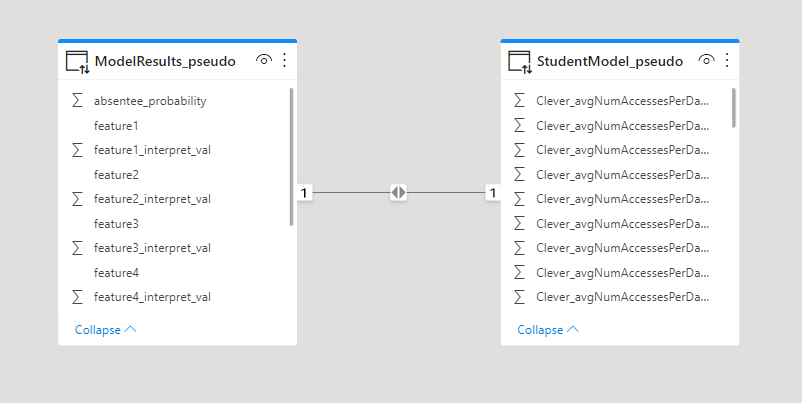 ModelResults_pseudo
absentee_probability
feature1
feature1_interpret_val
feature2
feature2_interpret_val
feature3
feature3_interpret_val
feature4
feature4_interpret_val
Collapse
1
1
StudentModel_pseudo
Clever_avgNumAccessesPerDa...
Clever_avgNumAccessesPerDa...
Clever_avgNumAccessesPerDa...
Clever_avgNumAccessesPerDa...
Clever_avgNumAccessesPerDa...
Clever_avgNumAccessesPerDa...
Clever_avgNumAccessesPerDa...
Clever_avgNumAccessesPerDa...
Clever_avgNumAccessesPerDa...
Collapse